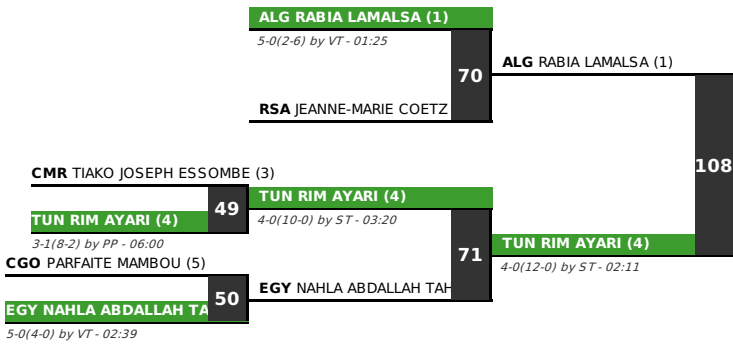 ALG RABIA LAMALSA (1)
5-0(2-6) by VT - 01:25
70
RSA JEANNE-MARIE COETZ
ALG RABIA LAMALSA (1)
108
CMR TIAKO JOSEPH ESSOMBE (3)
49
TUN RIM AYARI (4)
3-1(8-2) by PP - 06:00
TUN RIM AYARI (4)
4-0(10-0) by ST - 03:20
71
EGY NAHLA ABDALLAH TAH
TUN RIM AYARI (4)
4-0(12-0) by ST - 02:11
CGO PARFAITE MAMBOU (5)
50
EGY NAHLA ABDALLAH TA
5-0(4-0) by VT - 02:39